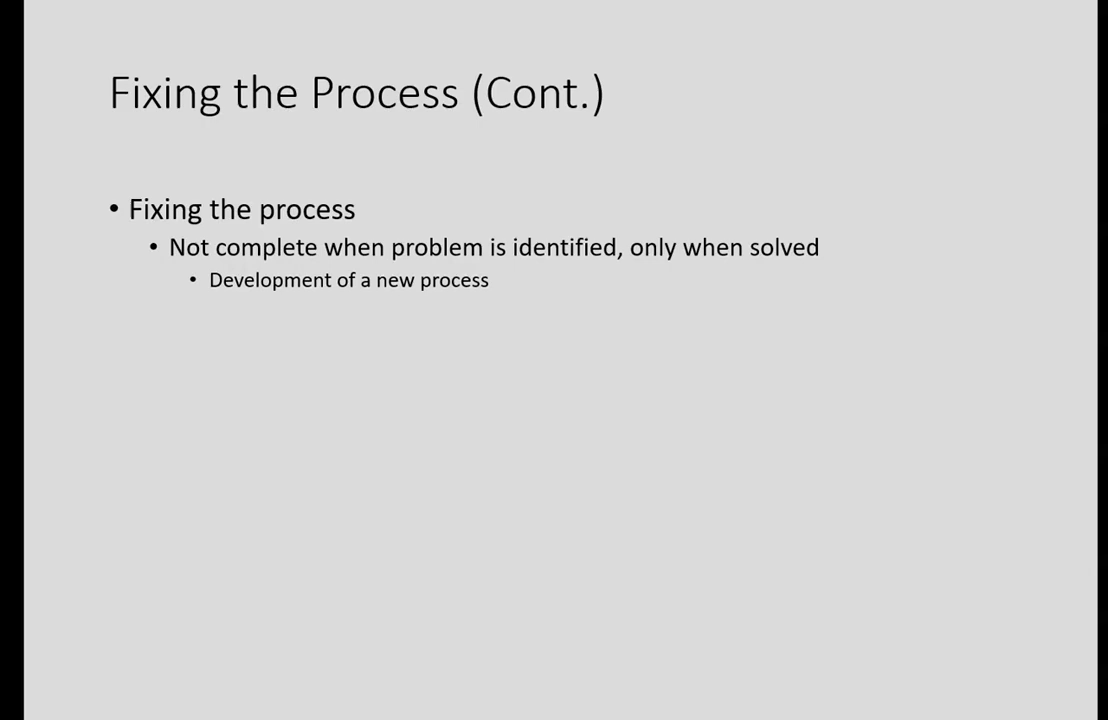 Fixing the Process (Cont.)
• Fixing the process
• Not complete when problem is identified, only when solved
• Development of a new process